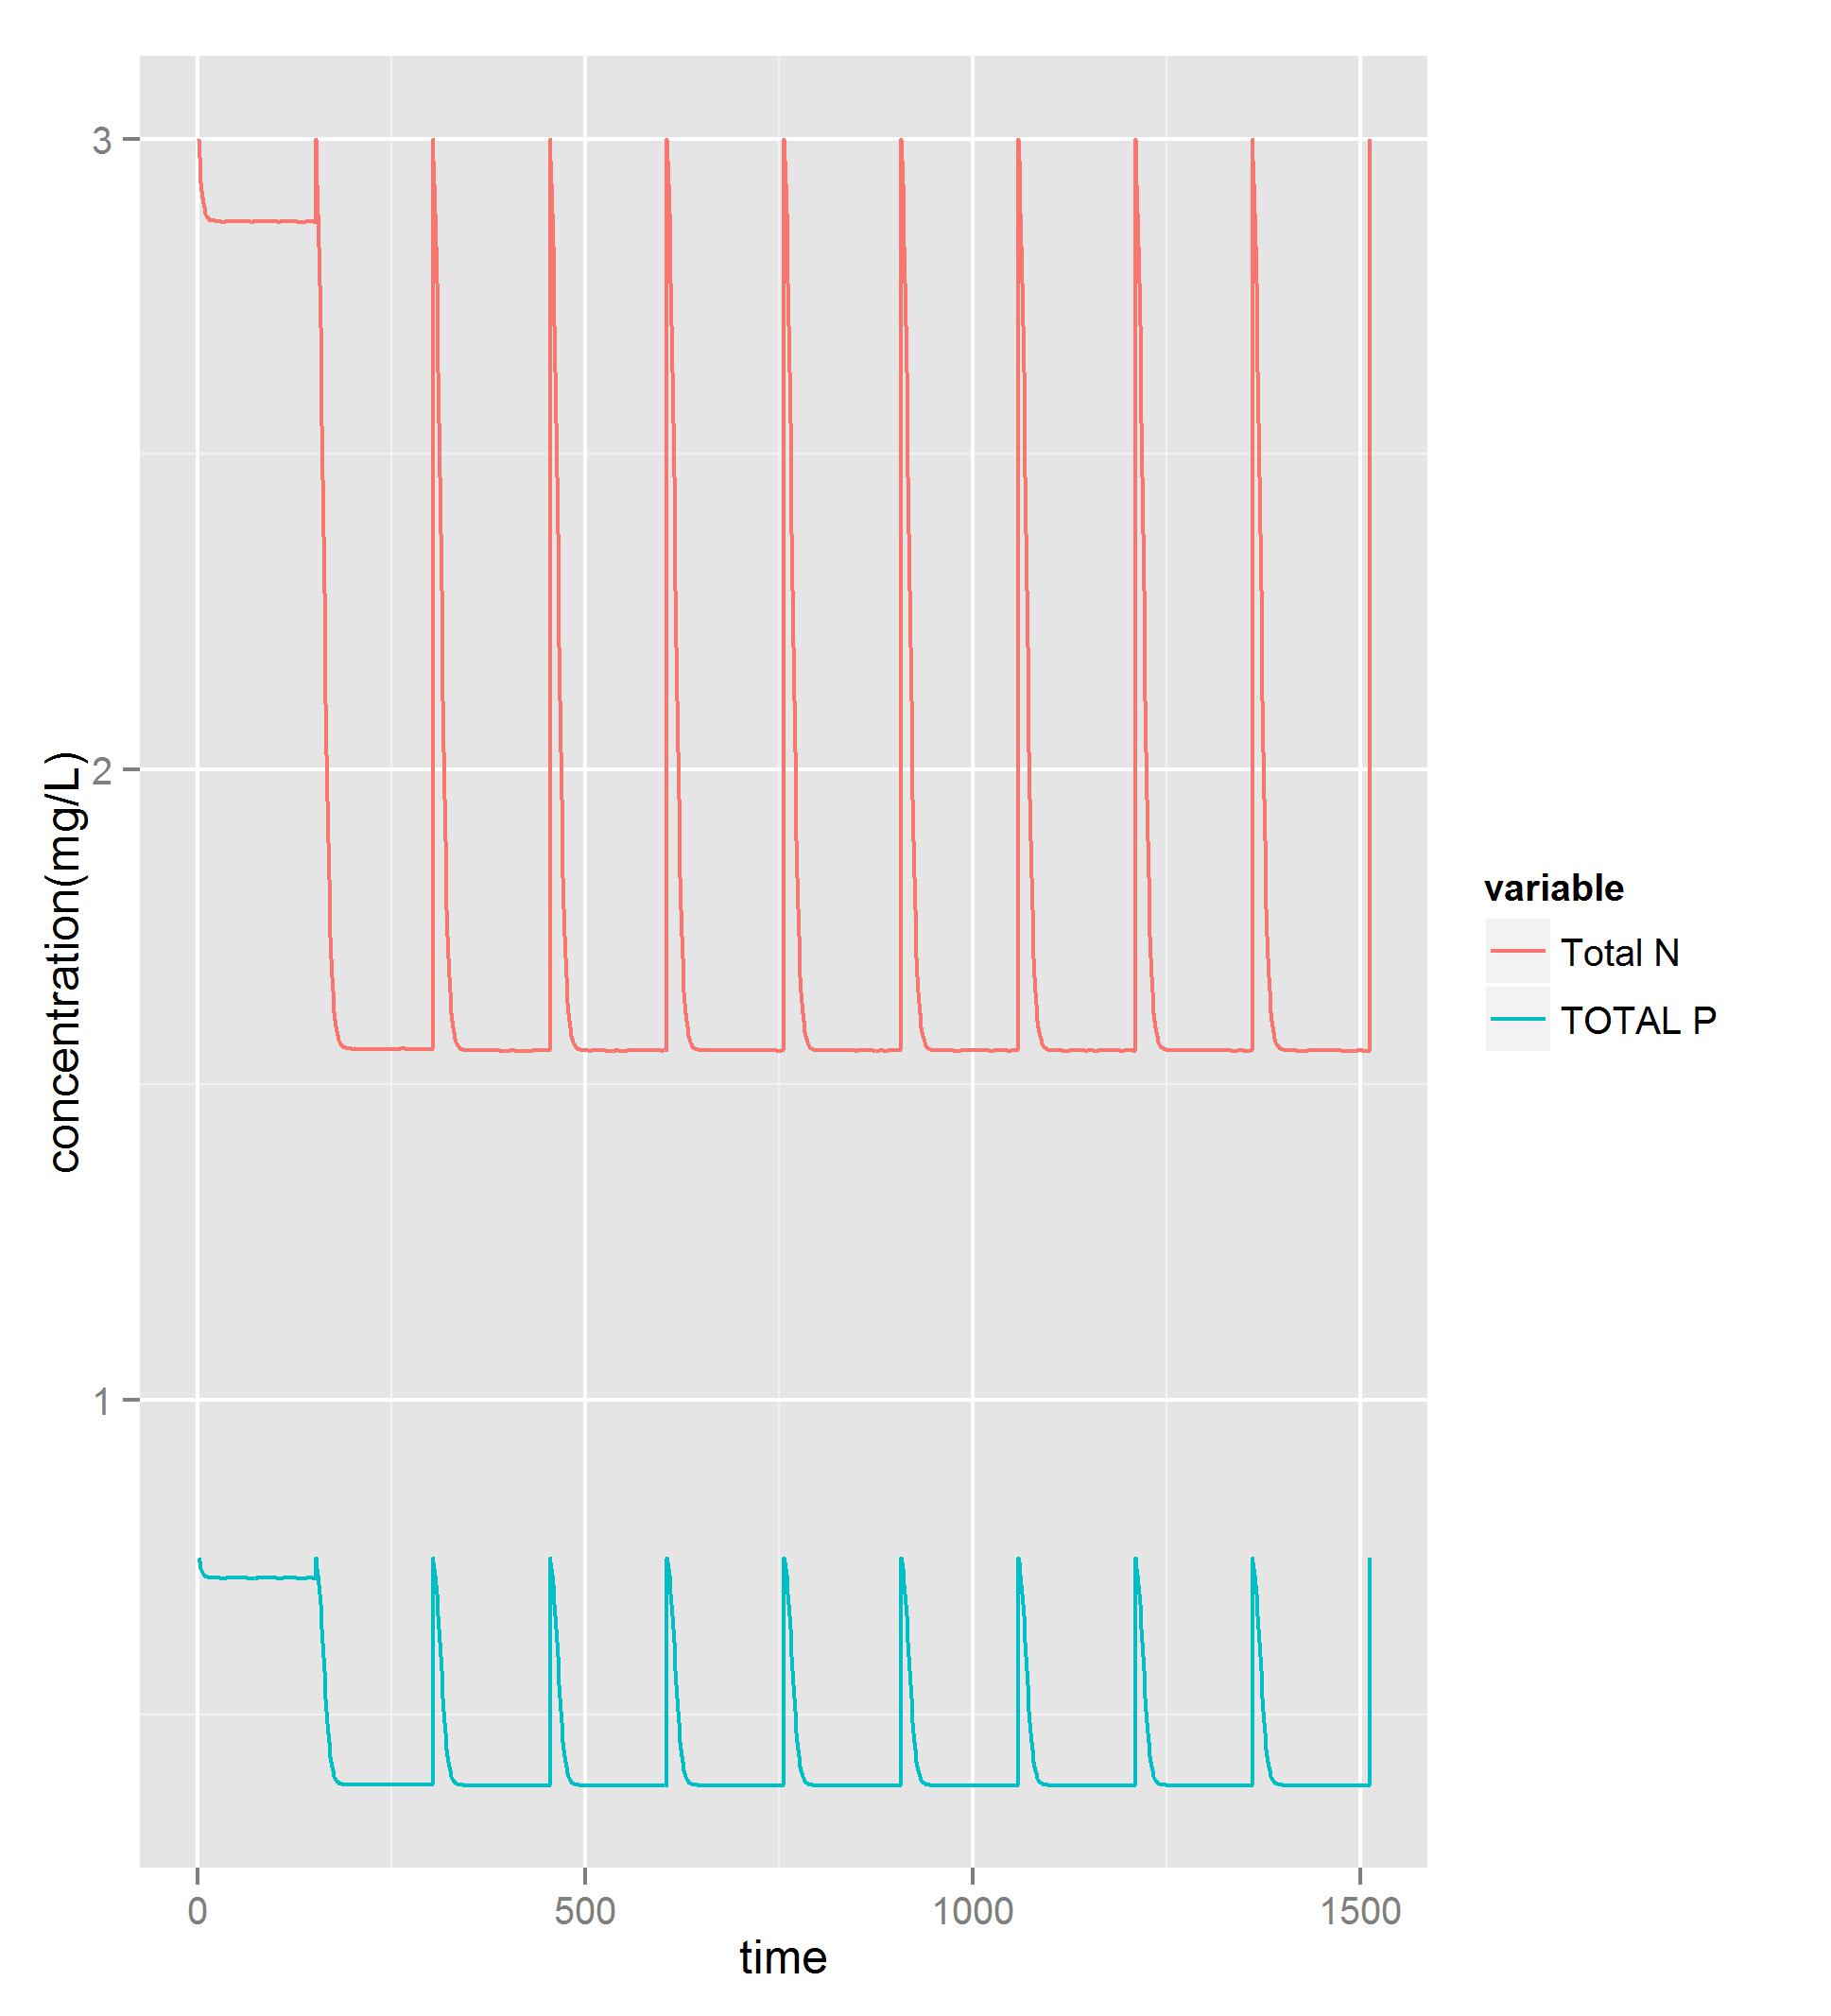 concentration(mg/L)
3
2
1
0
500
1000
1500
time
variable
Total N
TOTAL P